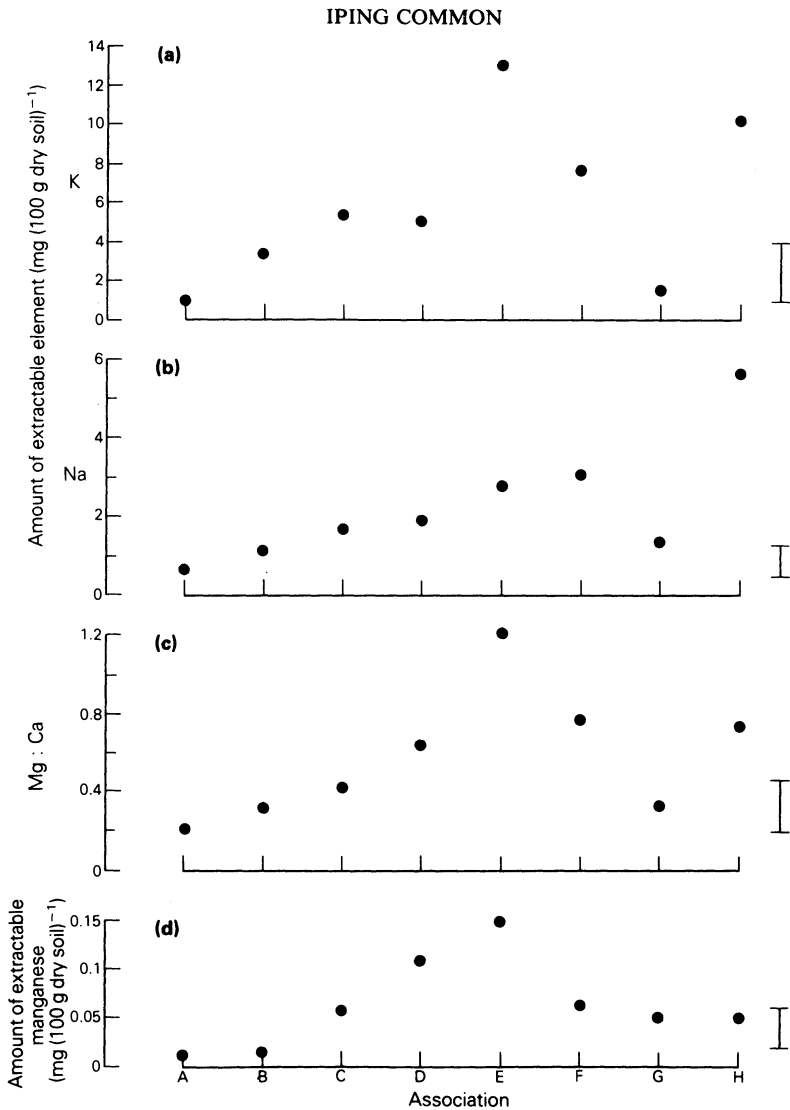 IPING COMMON
(a)
Amount of extractable element (mg (100 g dry soil)⁻¹)
K
14
12
10
8
6
4
2
0
(b)
Na
6
4
2
0
(c)
Mg : Ca
1.2
0.8
0.4
0
(d)
Amount of extractable
manganese
(mg (100 g dry soil)⁻¹)
0.15
0.1
0.05
0
A B C D E F G H
Association